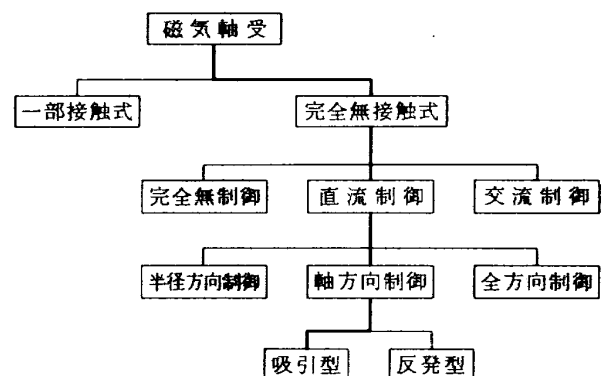 磁気軸受
一部接触式
完全無接触式
完全無制御
直流制御
交流制御
半径方向制御
軸方向制御
全方向制御
吸引型
反発型